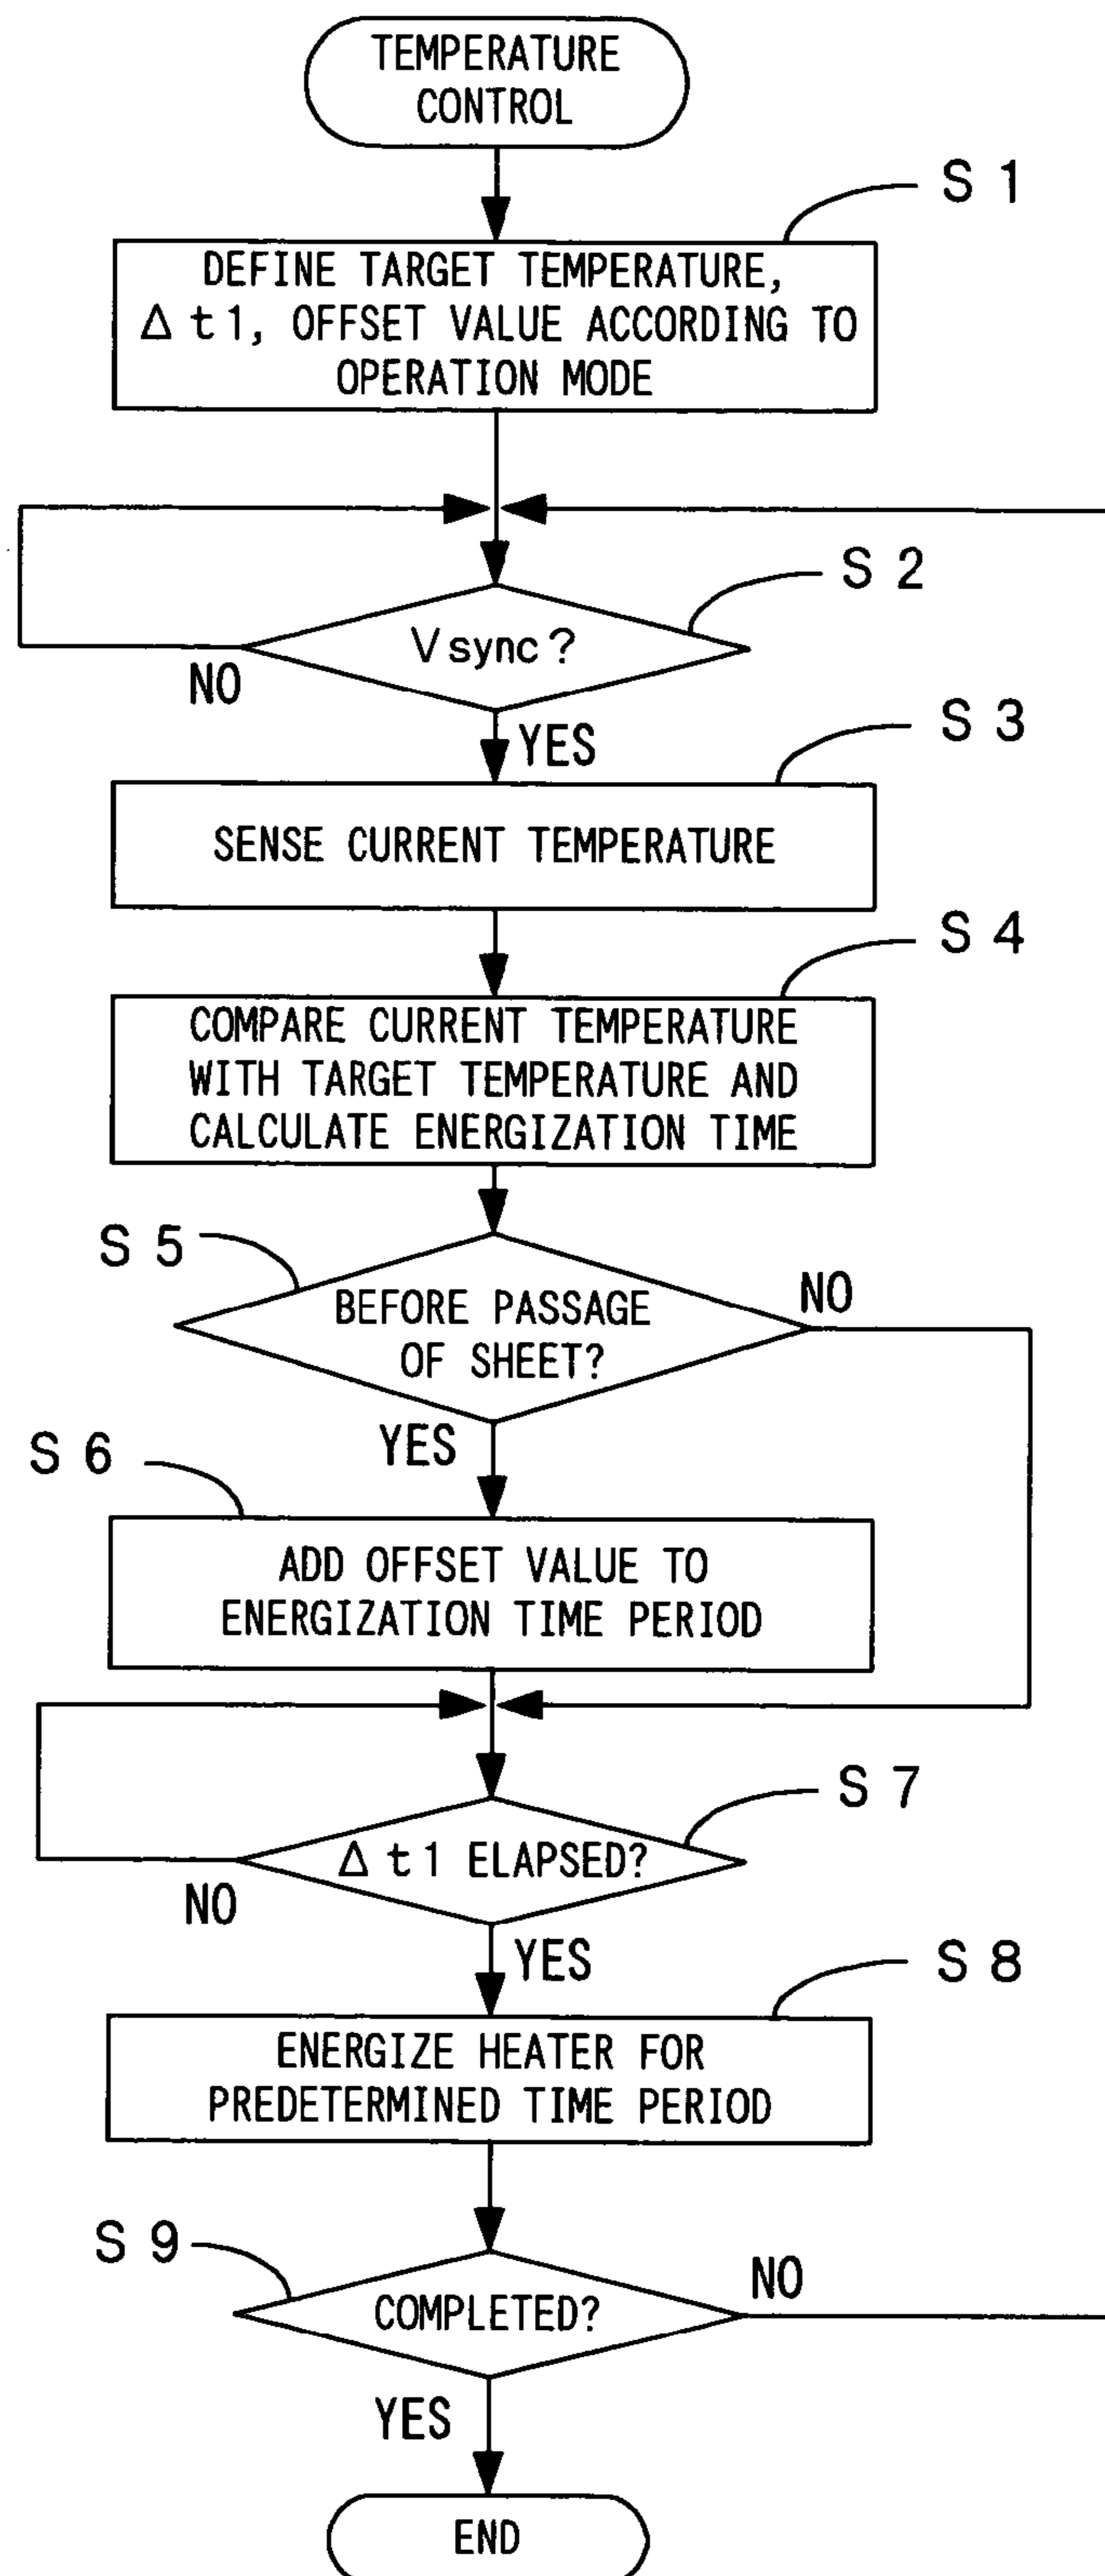 TEMPERATURE
CONTROL
S 1
DEFINE TARGET TEMPERATURE,
Δ t 1, OFFSET VALUE ACCORDING TO
OPERATION MODE
S 2
Vsync?
NO
YES
S 3
SENSE CURRENT TEMPERATURE
S 4
COMPARE CURRENT TEMPERATURE
WITH TARGET TEMPERATURE AND
CALCULATE ENERGIZATION TIME
S 5
BEFORE PASSAGE
OF SHEET?
NO
YES
S 6
ADD OFFSET VALUE TO
ENERGIZATION TIME PERIOD
S 7
Δ t 1 ELAPSED?
NO
YES
S 8
ENERGIZE HEATER FOR
PREDETERMINED TIME PERIOD
S 9
COMPLETED?
NO
YES
END